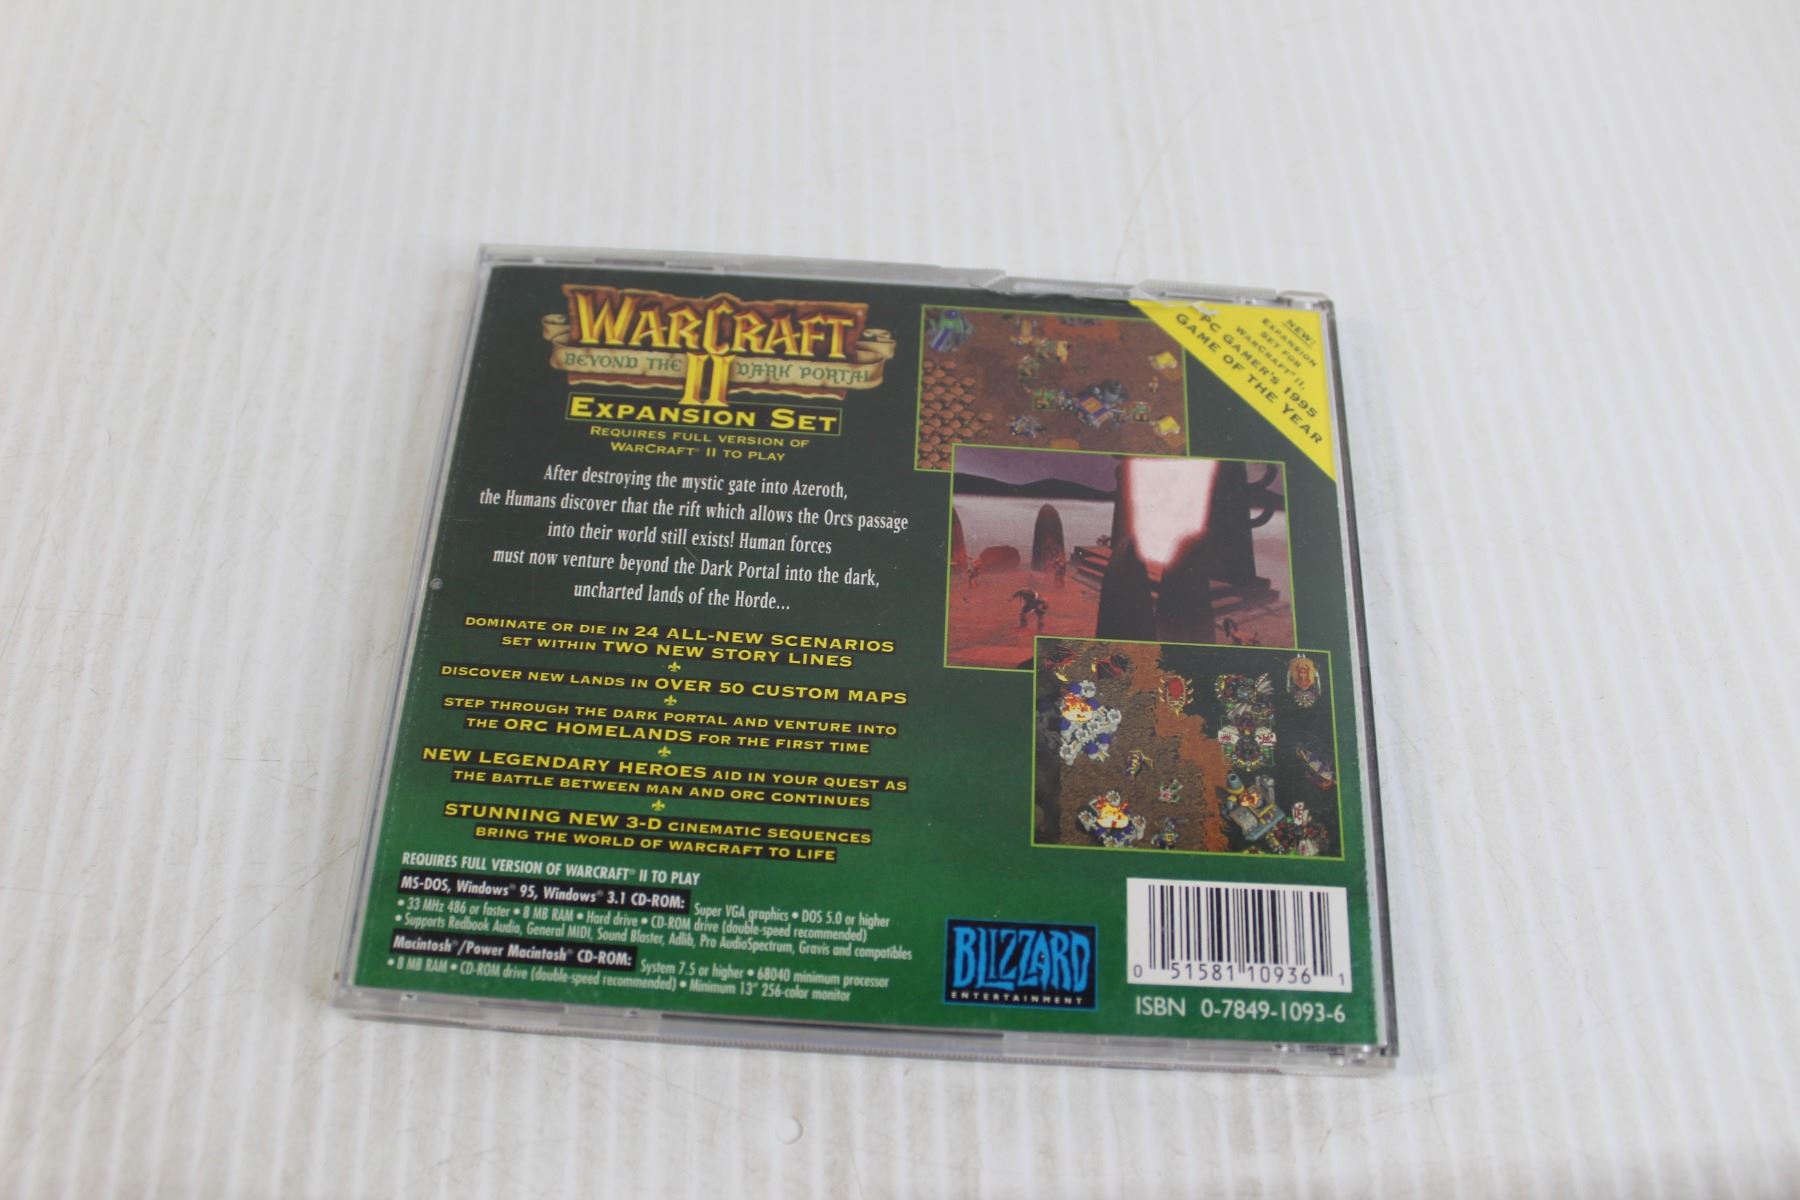 WARCRAFT
BEYOND THE DARK PORTAL
II
EXPANSION SET
REQUIRES FULL VERSION OF
WARCRAFT® II TO PLAY
After destroying the mystic gate into Azeroth,
the Humans discover that the rift which allows the Orcs passage
into their world still exists! Human forces
must now venture beyond the Dark Portal into the dark,
uncharted lands of the Horde...
DOMINATE OR DIE IN 24 ALL-NEW SCENARIOS
SET WITHIN TWO NEW STORY LINES
DISCOVER NEW LANDS IN OVER 50 CUSTOM MAPS
STEP THROUGH THE DARK PORTAL AND VENTURE INTO
THE ORC HOMELANDS FOR THE FIRST TIME
NEW LEGENDARY HEROES AID IN YOUR QUEST AS
THE BATTLE BETWEEN MAN AND ORC CONTINUES
STUNNING NEW 3-D CINEMATIC SEQUENCES
BRING THE WORLD OF WARCRAFT TO LIFE
REQUIRES FULL VERSION OF WARCRAFT® II TO PLAY
MS-DOS, Windows® 95, Windows® 3.1 CD-ROM: Super VGA graphics • DOS 5.0 or higher
• 33 MHz 486 or faster • 8 MB RAM • Hard drive • CD-ROM drive (double-speed recommended)
• Supports Redbook Audio, General MIDI, Sound Blaster, Adlib, Pro AudioSpectrum, Gravis and compatibles
Macintosh®/Power Macintosh® CD-ROM: System 7.5 or higher • 68040 minimum processor
• 8 MB RAM • CD-ROM drive (double-speed recommended) • Minimum 13" 256-color monitor
NEW!
EXPANSION
SET FOR
WARCRAFT® II,
PC GAMER'S 1995
GAME OF THE YEAR
BLIZZARD
ENTERTAINMENT
0 51581 10936 1
ISBN 0-7849-1093-6